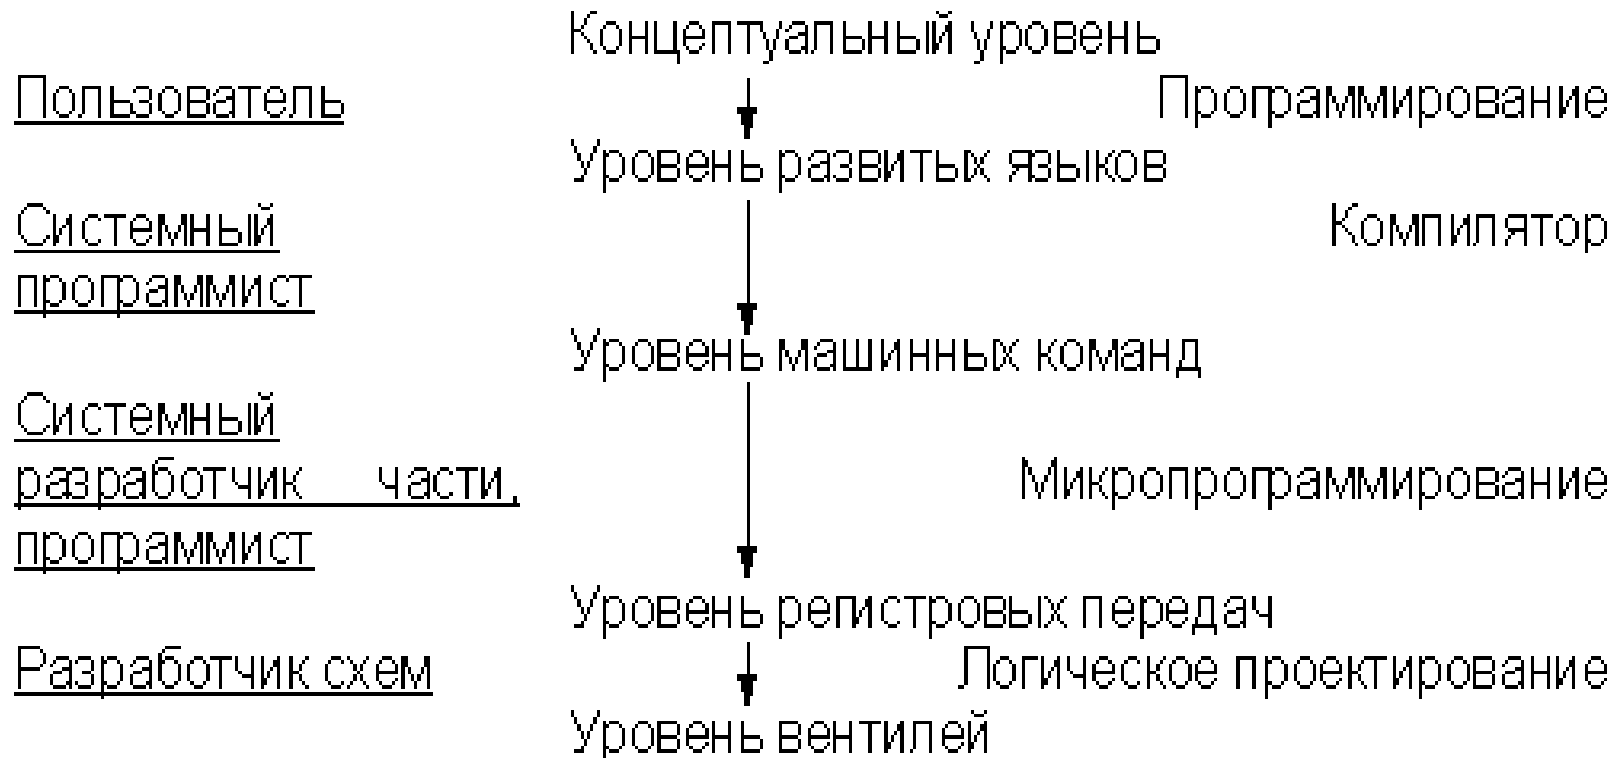 Концептуальный уровень
Пользователь
Программирование
Уровень развитых языков
Системный
программист
Компилятор
Уровень машинных команд
Системный
разработчик части,
программист
Микропрограммирование
Уровень регистровых передач
Разработчик схем
Логическое проектирование
Уровень вентилей